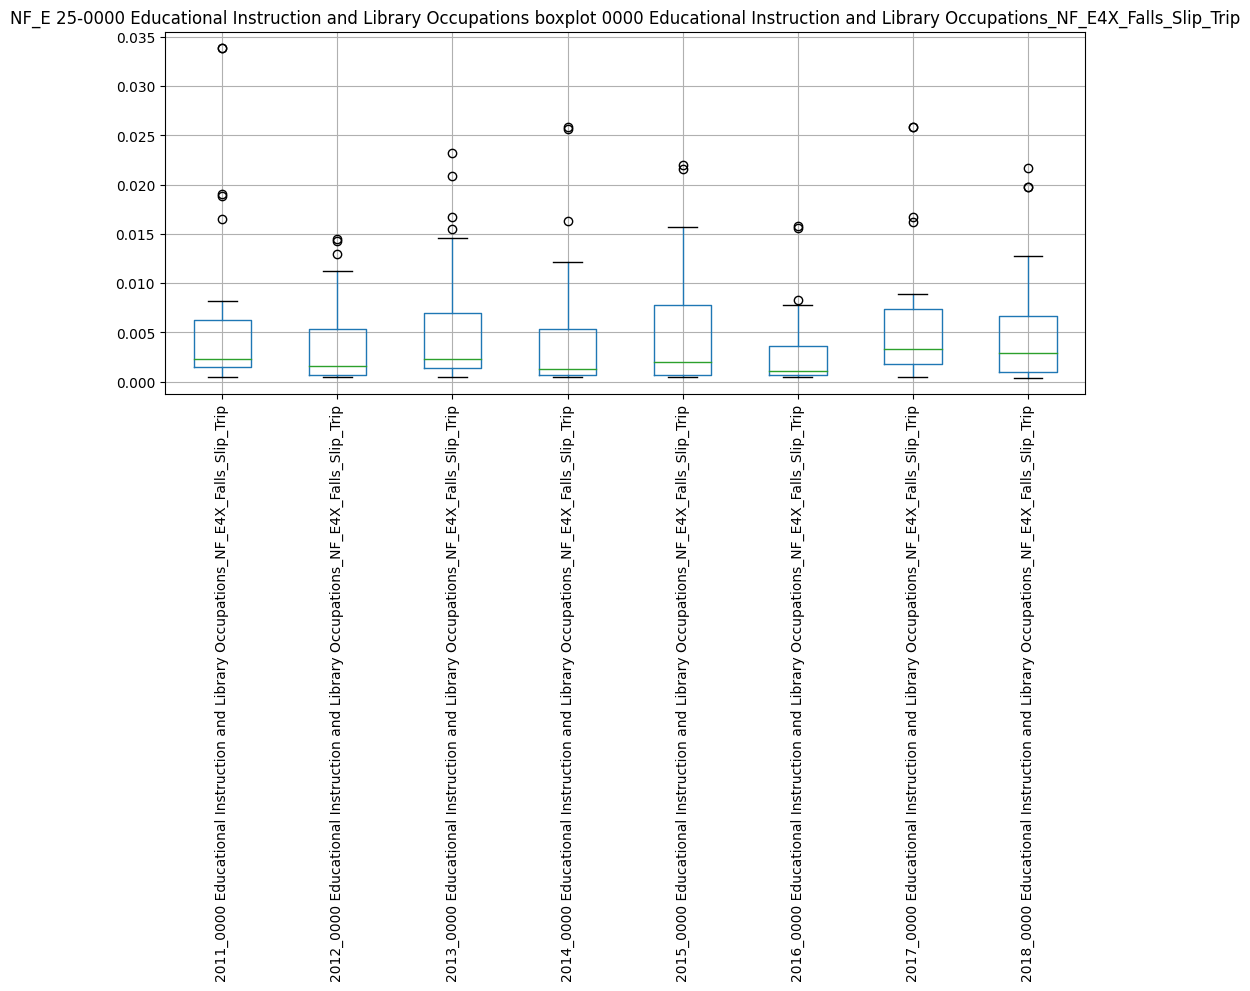 NF_E 25-0000 Educational Instruction and Library Occupations boxplot 0000 Educational Instruction and Library Occupations_NF_E4X_Falls_Slip_Trip
0.035
0.030
0.025
0.020
0.015
0.010
0.005
0.000
2011_0000 Educational Instruction and Library Occupations_NF_E4X_Falls_Slip_Trip
2012_0000 Educational Instruction and Library Occupations_NF_E4X_Falls_Slip_Trip
2013_0000 Educational Instruction and Library Occupations_NF_E4X_Falls_Slip_Trip
2014_0000 Educational Instruction and Library Occupations_NF_E4X_Falls_Slip_Trip
2015_0000 Educational Instruction and Library Occupations_NF_E4X_Falls_Slip_Trip
2016_0000 Educational Instruction and Library Occupations_NF_E4X_Falls_Slip_Trip
2017_0000 Educational Instruction and Library Occupations_NF_E4X_Falls_Slip_Trip
2018_0000 Educational Instruction and Library Occupations_NF_E4X_Falls_Slip_Trip